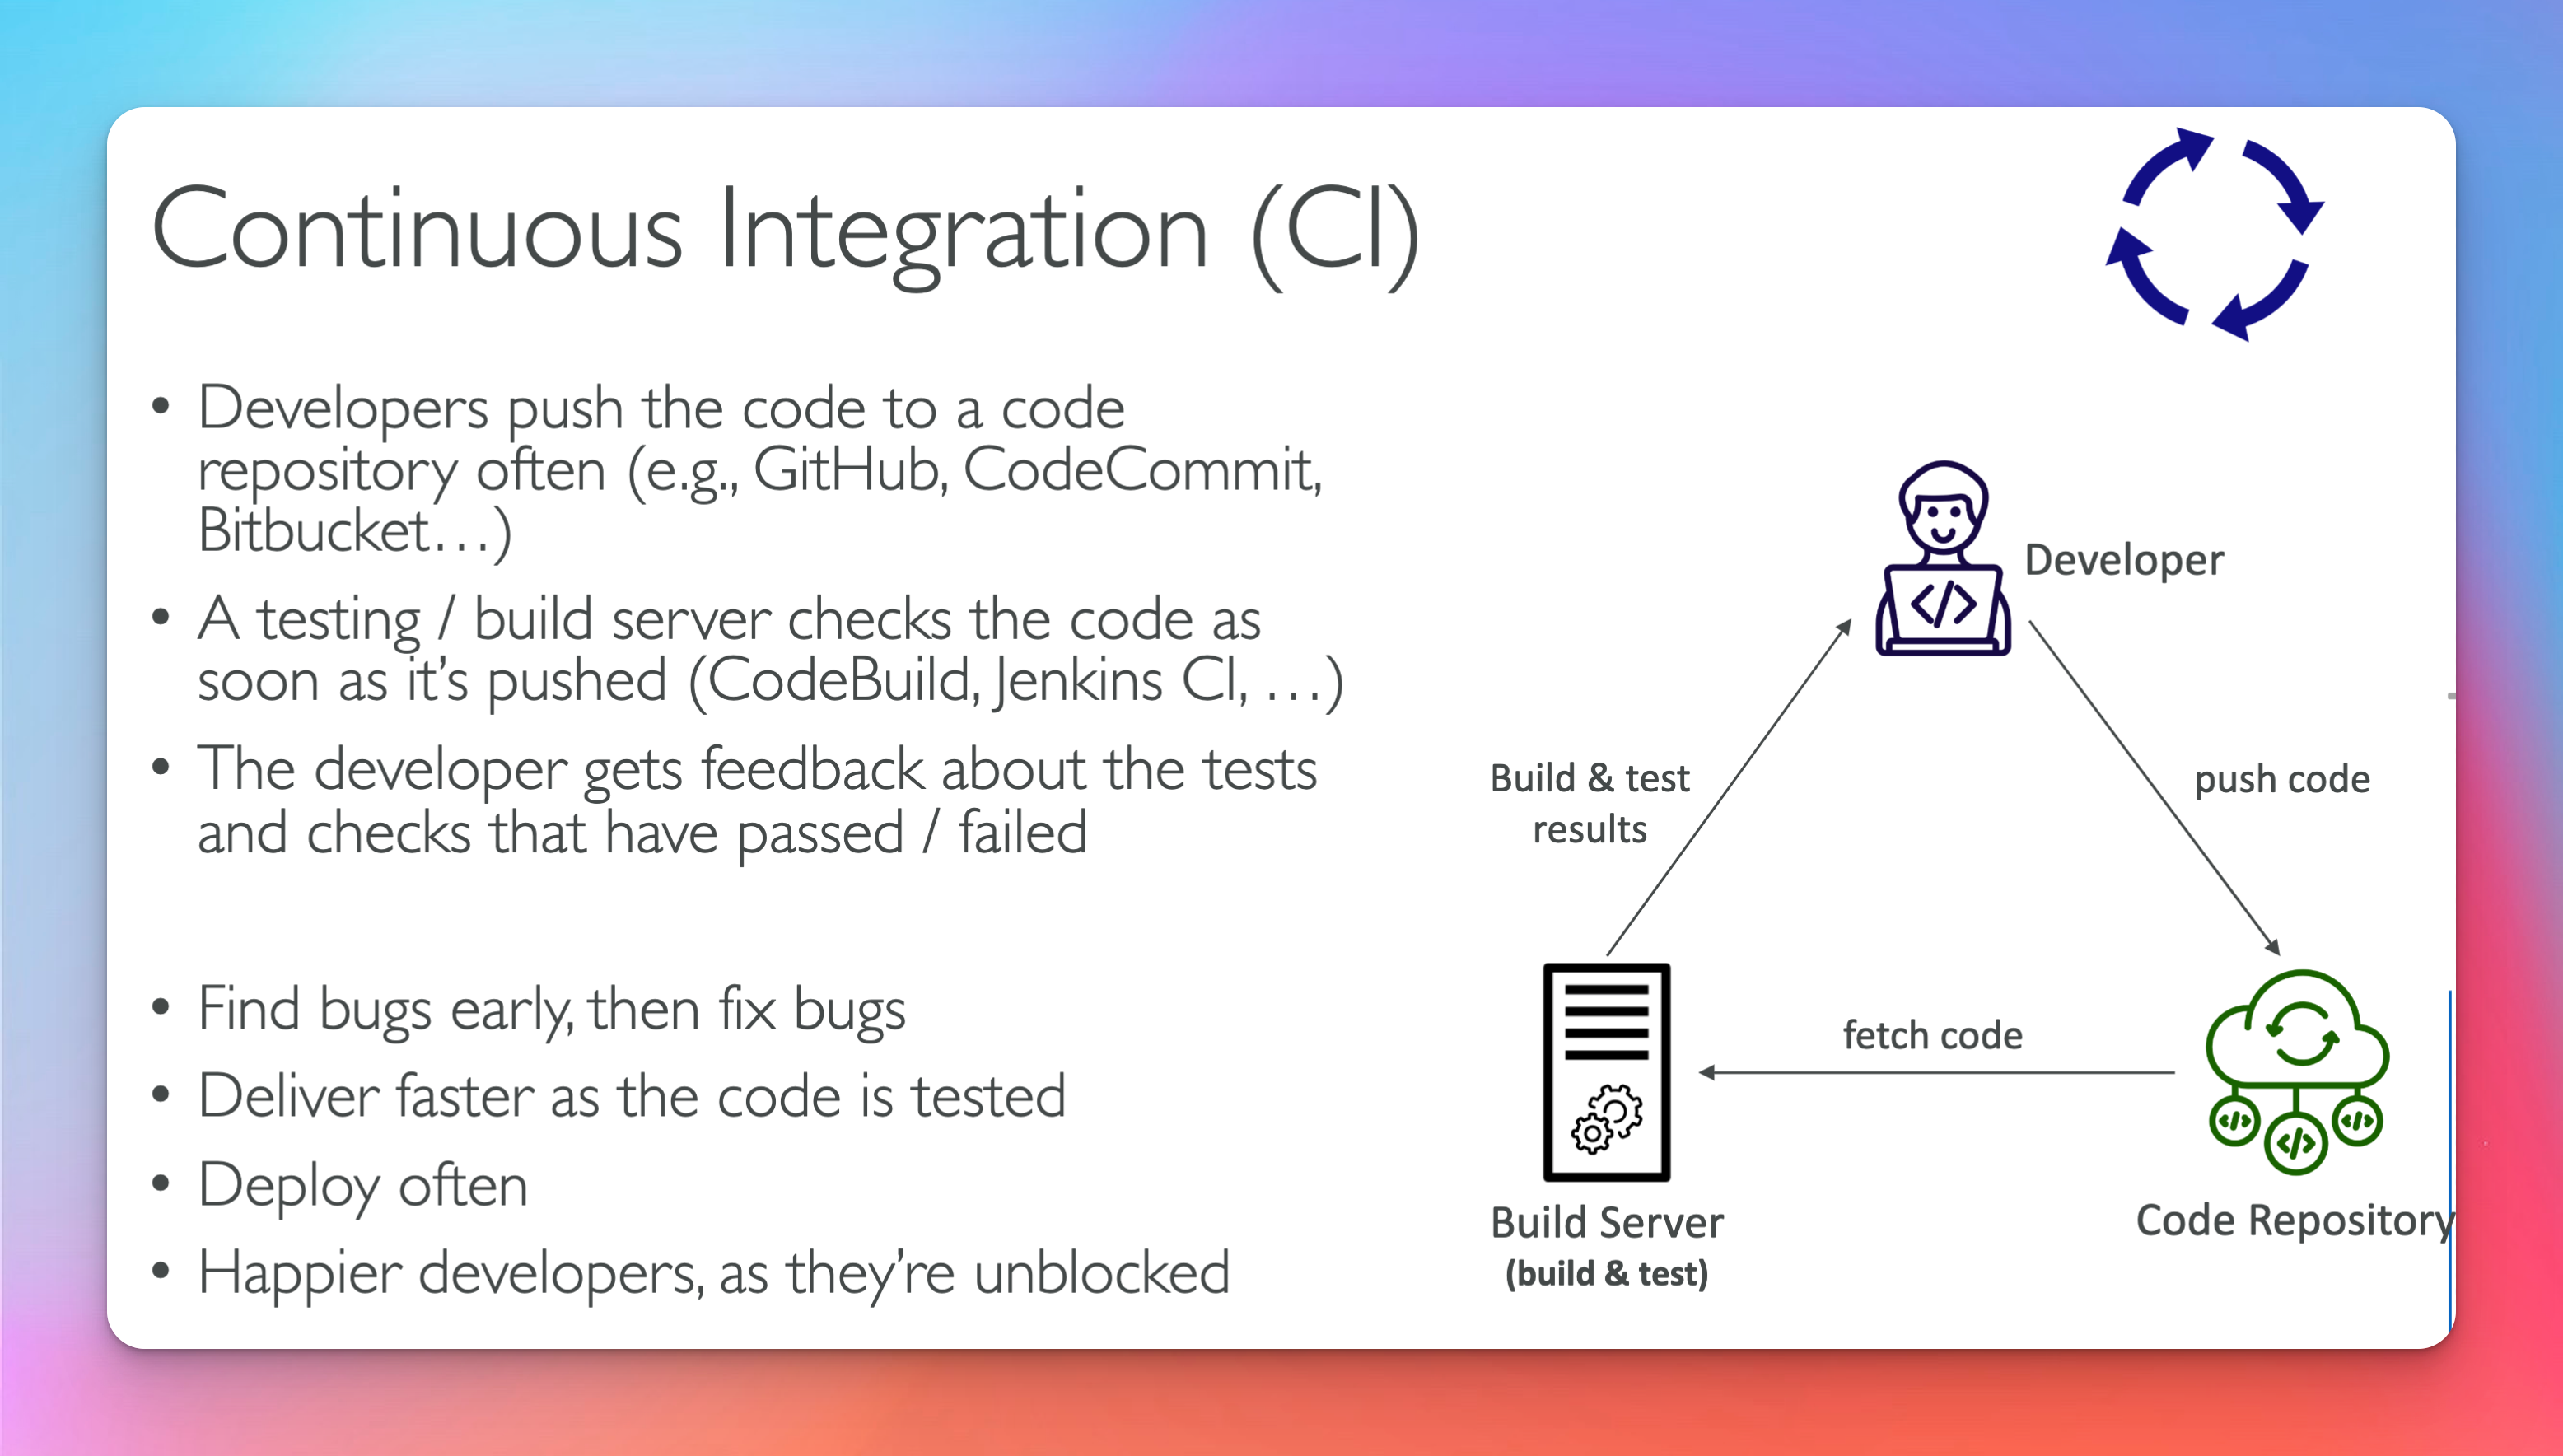 Continuous Integration (CI)
• Developers push the code to a code
repository often (e.g., GitHub, CodeCommit,
Bitbucket…)
• A testing / build server checks the code as
soon as it’s pushed (CodeBuild, Jenkins CI, …)
• The developer gets feedback about the tests
and checks that have passed / failed
• Find bugs early, then fix bugs
• Deliver faster as the code is tested
• Deploy often
• Happier developers, as they’re unblocked
</>
Developer
Build & test
results
push code
fetch code
</>
</>
</>
Build Server
(build & test)
Code Repository